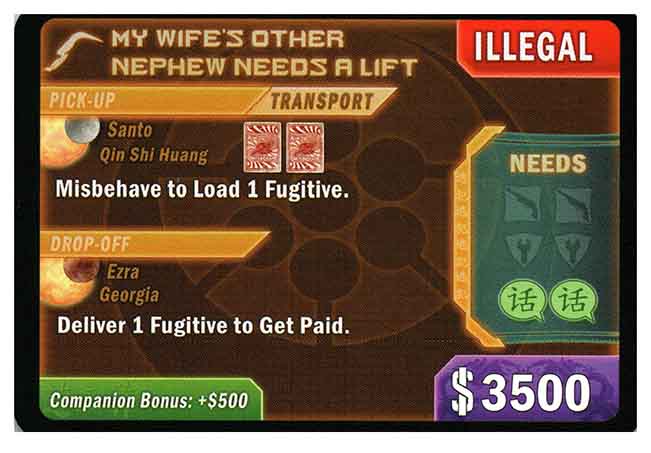 MY WIFE'S OTHER
NEPHEW NEEDS A LIFT
ILLEGAL
PICK-UP
TRANSPORT
Santo
Qin Shi Huang
Misbehave to Load 1 Fugitive.
NEEDS
话 话
DROP-OFF
Ezra
Georgia
Deliver 1 Fugitive to Get Paid.
Companion Bonus: +$500
$3500